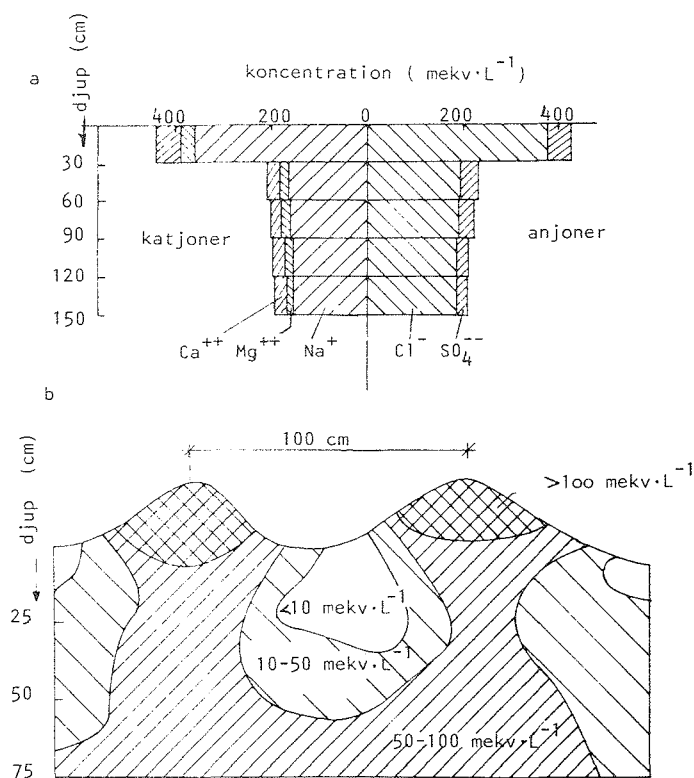 a
djup (cm)
koncentration ( mekv·L⁻¹)
400 200 0 200 400
30
60
90
120
150
katjoner
anjoner
Ca⁺⁺ Mg⁺⁺ Na⁺ Cl⁻ SO₄⁻⁻
b
100 cm
djup (cm)
>100 mekv·L⁻¹
<10 mekv·L⁻¹
25
10-50 mekv·L⁻¹
50
50-100 mekv·L⁻¹
75